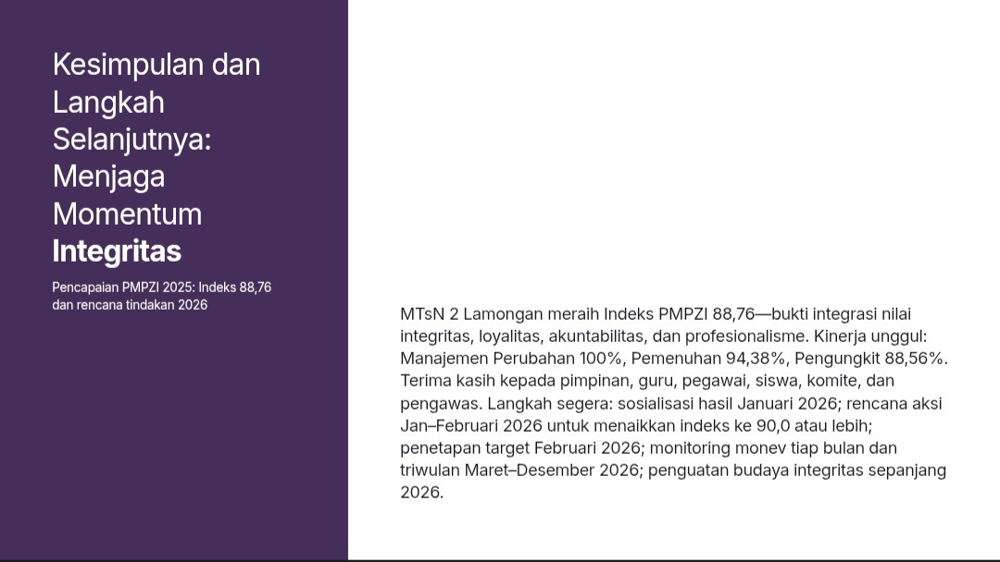 Kesimpulan dan
Langkah
Selanjutnya:
Menjaga
Momentum
Integritas
Pencapaian PMPZI 2025: Indeks 88,76
dan rencana tindakan 2026
MTsN 2 Lamongan meraih Indeks PMPZI 88,76—bukti integrasi nilai
integritas, loyalitas, akuntabilitas, dan profesionalisme. Kinerja unggul:
Manajemen Perubahan 100%, Pemenuhan 94,38%, Pengungkit 88,56%.
Terima kasih kepada pimpinan, guru, pegawai, siswa, komite, dan
pengawas. Langkah segera: sosialisasi hasil Januari 2026; rencana aksi
Jan–Februari 2026 untuk menaikkan indeks ke 90,0 atau lebih;
penetapan target Februari 2026; monitoring monev tiap bulan dan
triwulan Maret–Desember 2026; penguatan budaya integritas sepanjang
2026.